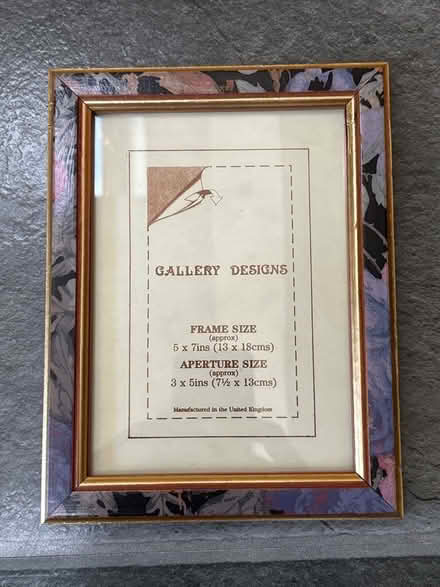 GALLERY DESIGNS
FRAME SIZE
(approx)
5 x 7ins (13 x 18cms)
APERTURE SIZE
(approx)
3 x 5ins (7½ x 13cms)
Manufactured in the United Kingdom